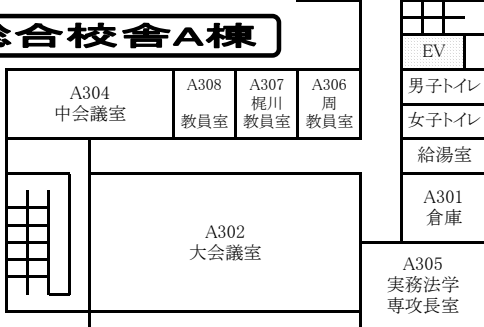 総合校舎A棟
EV
A304
中会議室
A308
教員室
A307
梶川
教員室
A306
周
教員室
男子トイレ
女子トイレ
給湯室
A301
倉庫
A302
大会議室
A305
実務法学
専攻長室